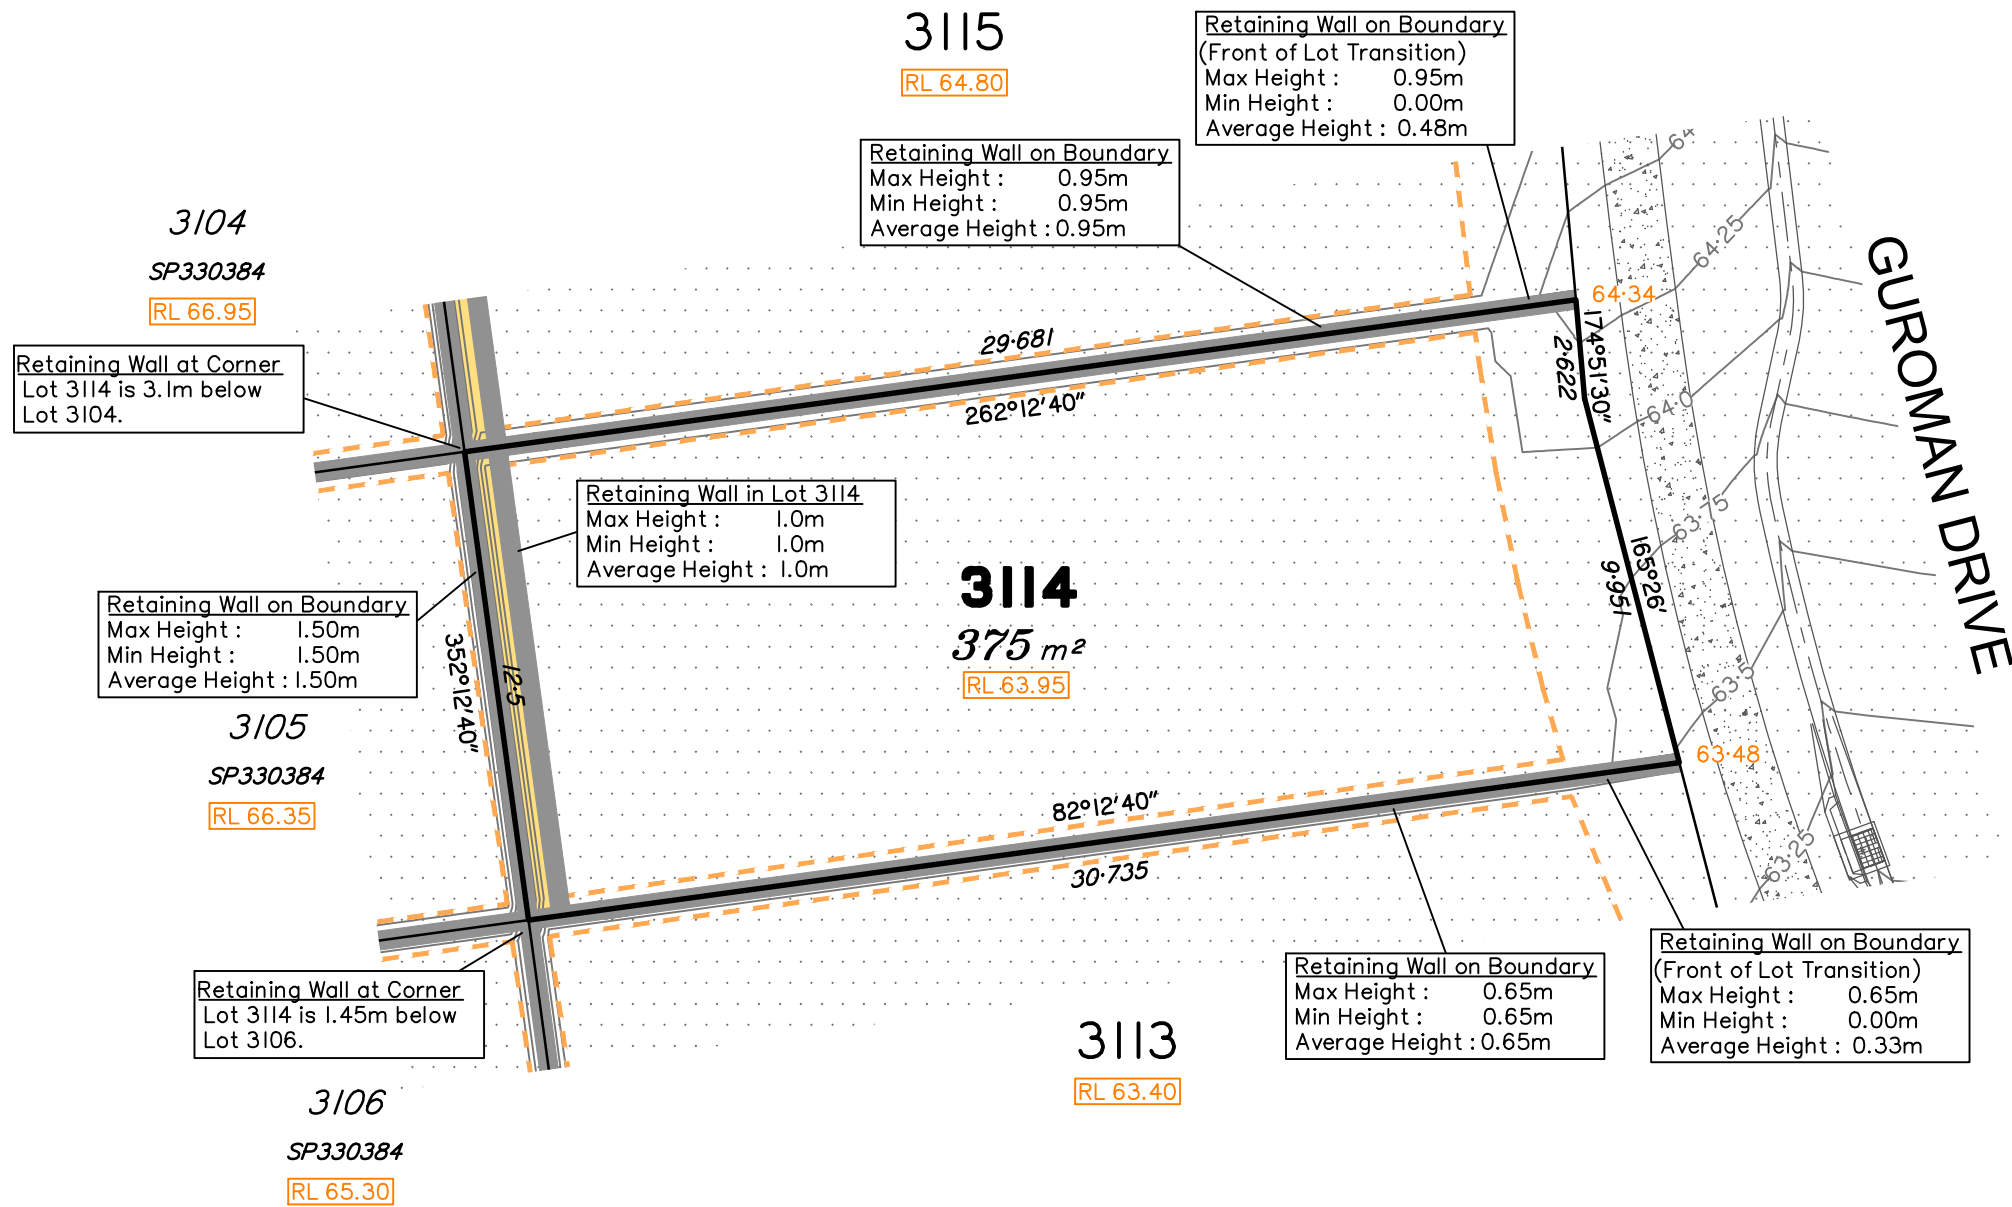 3115
RL 64.80
Retaining Wall on Boundary
(Front of Lot Transition)
Max Height : 0.95m
Min Height : 0.00m
Average Height : 0.48m
Retaining Wall on Boundary
Max Height : 0.95m
Min Height : 0.95m
Average Height : 0.95m
3104
SP330384
RL 66.95
Retaining Wall at Corner
Lot 3114 is 3.1m below
Lot 3104.
29·681
262°12'40"
64·34
174°51'30"
2·622
64
64·25
64·0
63·75
63·5
63·25
GUROMAN DRIVE
Retaining Wall in Lot 3114
Max Height : 1.0m
Min Height : 1.0m
Average Height : 1.0m
3114
375 m²
RL 63.95
165°26'
9·951
63·48
Retaining Wall on Boundary
Max Height : 1.50m
Min Height : 1.50m
Average Height : 1.50m
352°12'40"
12·5
3105
SP330384
RL 66.35
82°12'40"
30·735
Retaining Wall at Corner
Lot 3114 is 1.45m below
Lot 3106.
3106
SP330384
RL 65.30
3113
RL 63.40
Retaining Wall on Boundary
Max Height : 0.65m
Min Height : 0.65m
Average Height : 0.65m
Retaining Wall on Boundary
(Front of Lot Transition)
Max Height : 0.65m
Min Height : 0.00m
Average Height : 0.33m